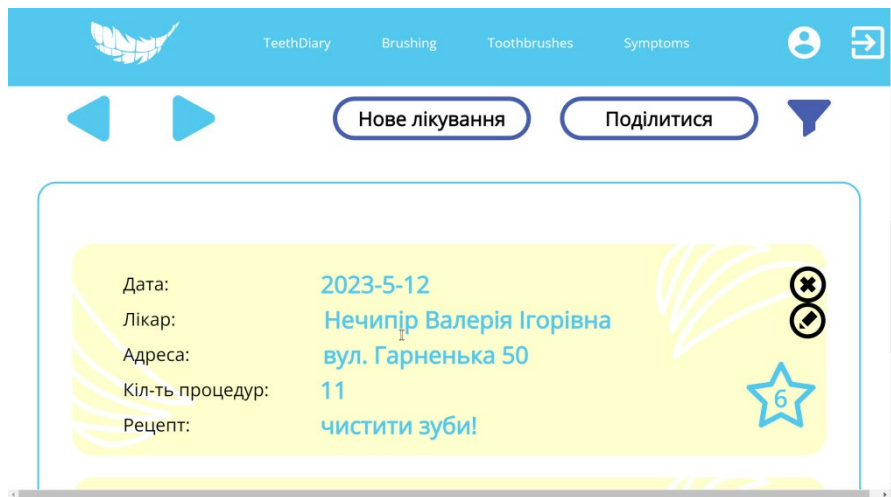 TeethDiary Brushing Toothbrushes Symptoms
Нове лікування Поділитися
Дата: 2023-5-12
Лікар: Нечипір Валерія Ігорівна
Адреса: вул. Гарненька 50
Кіл-ть процедур: 11
6
Рецепт: чистити зуби!